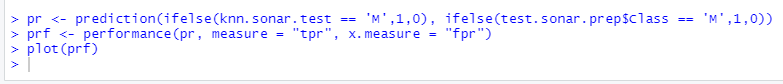 > pr <- prediction(ifelse(knn.sonar.test == 'M',1,0), ifelse(test.sonar.prep$Class == 'M',1,0))
> prf <- performance(pr, measure = "tpr", x.measure = "fpr")
> plot(prf)
>